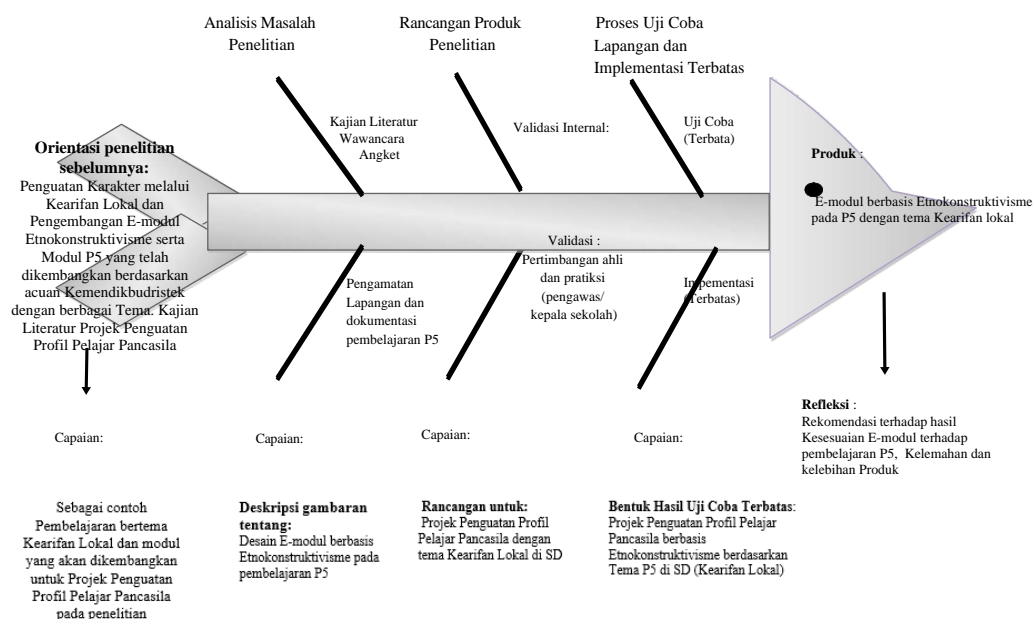 Analisis Masalah
Penelitian
Rancangan Produk
Penelitian
Proses Uji Coba
Lapangan dan
Implementasi Terbatas
Kajian Literatur
Wawancara
Angket
Validasi Internal:
Uji Coba
(Terbata)
Orientasi penelitian
sebelumnya:
Penguatan Karakter melalui
Kearifan Lokal dan
Pengembangan E-modul
Etnokonstruktivisme serta
Modul P5 yang telah
dikembangkan berdasarkan
acuan Kemendikbudristek
dengan berbagai Tema. Kajian
Literatur Projek Penguatan
Profil Pelajar Pancasila
Produk :
E-modul berbasis Etnokonstruktivisme
pada P5 dengan tema Kearifan lokal
Pengamatan
Lapangan dan
dokumentasi
pembelajaran P5
Validasi :
Pertimbangan ahli
dan pratiksi
(pengawas/
kepala sekolah)
Impementasi
(Terbatas)
Refleksi :
Rekomendasi terhadap hasil
Kesesuaian E-modul terhadap
pembelajaran P5, Kelemahan dan
kelebihan Produk
Capaian:
Capaian:
Capaian:
Capaian:
Sebagai contoh
Pembelajaran bertema
Kearifan Lokal dan modul
yang akan dikembangkan
untuk Projek Penguatan
Profil Pelajar Pancasila
pada penelitian
Deskripsi gambaran
tentang:
Desain E-modul berbasis
Etnokonstruktivisme pada
pembelajaran P5
Rancangan untuk:
Projek Penguatan Profil
Pelajar Pancasila dengan
tema Kearifan Lokal di SD
Bentuk Hasil Uji Coba Terbatas:
Projek Penguatan Profil Pelajar
Pancasila berbasis
Etnokonstruktivisme berdasarkan
Tema P5 di SD (Kearifan Lokal)